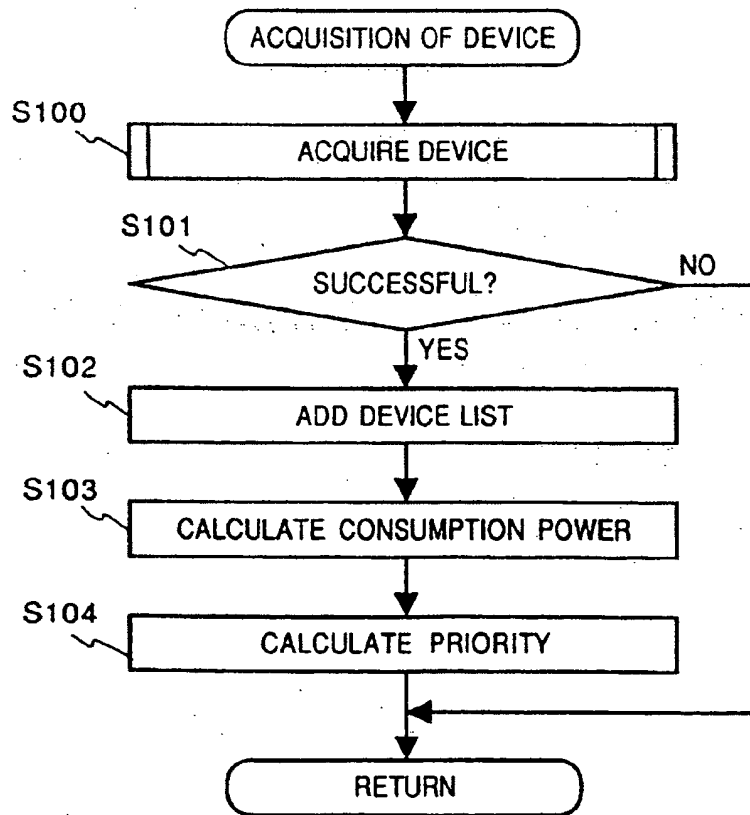 ACQUISITION OF DEVICE
S100
ACQUIRE DEVICE
S101
SUCCESSFUL?
NO
YES
S102
ADD DEVICE LIST
S103
CALCULATE CONSUMPTION POWER
S104
CALCULATE PRIORITY
RETURN